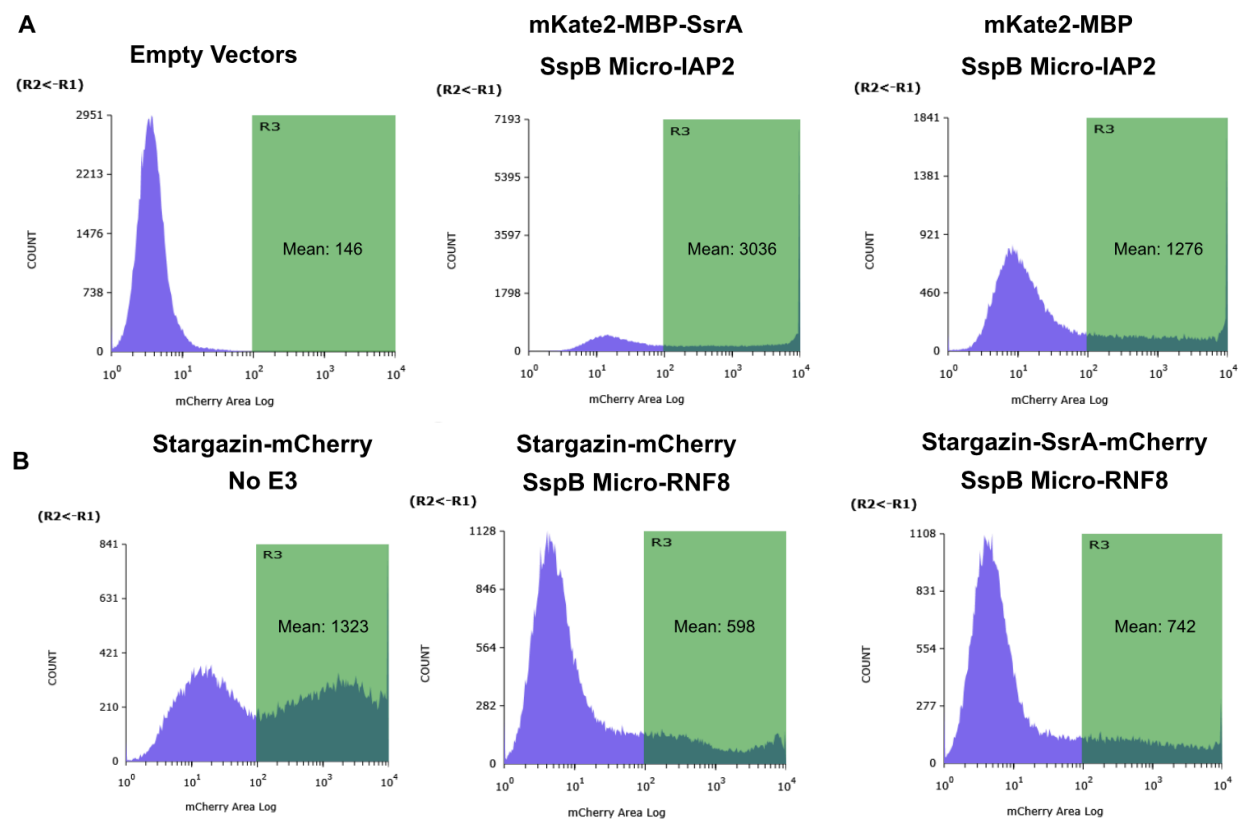 A
Empty Vectors
mKate2-MBP-SsrA
SspB Micro-IAP2
mKate2-MBP
SspB Micro-IAP2
(R2<-R1)
2951
2213
1476
738
0
COUNT
R3
Mean: 146
10^0 10^1 10^2 10^3 10^4
mCherry Area Log
(R2<-R1)
7193
5395
3597
1798
0
COUNT
R3
Mean: 3036
10^0 10^1 10^2 10^3 10^4
mCherry Area Log
(R2<-R1)
1841
1381
921
460
0
COUNT
R3
Mean: 1276
10^0 10^1 10^2 10^3 10^4
mCherry Area Log
B
Stargazin-mCherry
No E3
Stargazin-mCherry
SspB Micro-RNF8
Stargazin-SsrA-mCherry
SspB Micro-RNF8
(R2<-R1)
841
631
421
210
0
COUNT
R3
Mean: 1323
10^0 10^1 10^2 10^3 10^4
mCherry Area Log
(R2<-R1)
1128
846
564
282
0
COUNT
R3
Mean: 598
10^0 10^1 10^2 10^3 10^4
mCherry Area Log
(R2<-R1)
1108
831
554
277
0
COUNT
R3
Mean: 742
10^0 10^1 10^2 10^3 10^4
mCherry Area Log